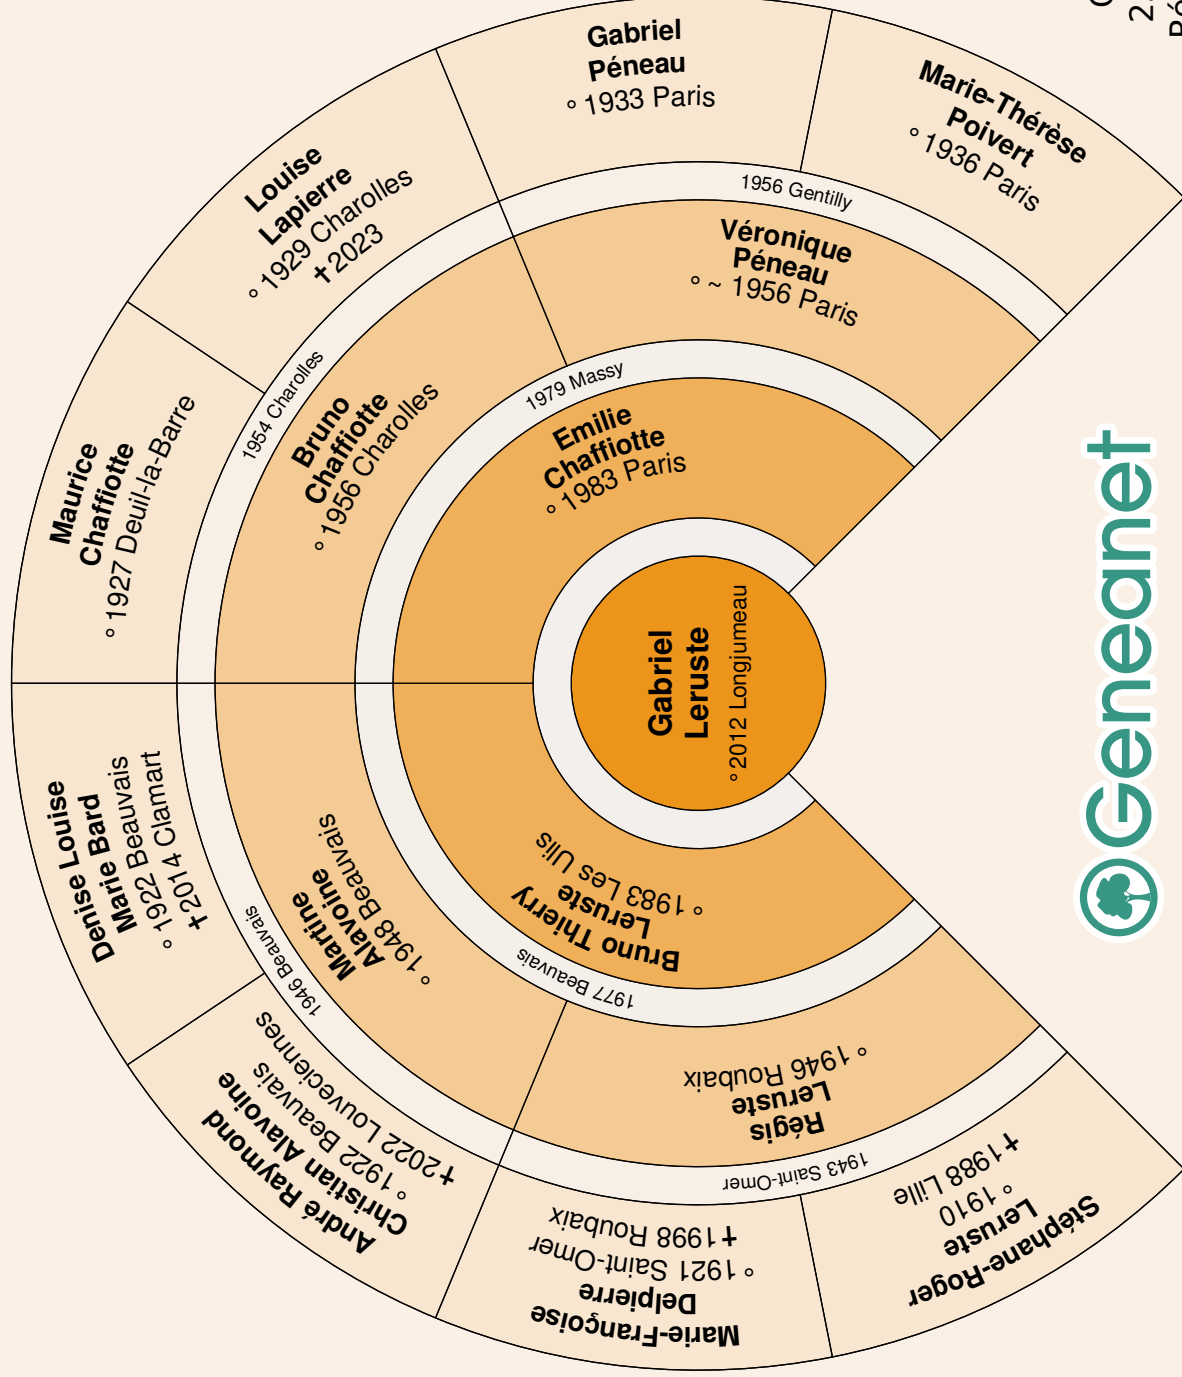 Gabriel
Leruste
°2012 Longjumeau
Bruno Thierry
Leruste
° 1983 Les Ulis
Emilie
Chaffiotte
° 1983 Paris
1977 Beauvais
1979 Massy
Régis
Leruste
° 1946 Roubaix
Martine
Alavoine
° 1948 Beauvais
Bruno
Chaffiotte
° 1956 Charolles
Véronique
Péneau
° ~ 1956 Paris
1943 Saint-Omer
1946 Beauvais
1954 Charolles
1956 Gentilly
Stéphane-Roger
Leruste
° 1910
✝1988 Lille
Marie-Françoise
Delpierre
° 1921 Saint-Omer
✝1998 Roubaix
André Raymond
Christian Alavoine
° 1922 Beauvais
✝2022 Louveciennes
Denise Louise
Marie Bard
° 1922 Beauvais
✝2014 Clamart
Maurice
Chaffiotte
° 1927 Deuil-la-Barre
Louise
Lapierre
° 1929 Charolles
✝2023
Gabriel
Péneau
° 1933 Paris
Marie-Thérèse
Poivert
° 1936 Paris
Geneanet